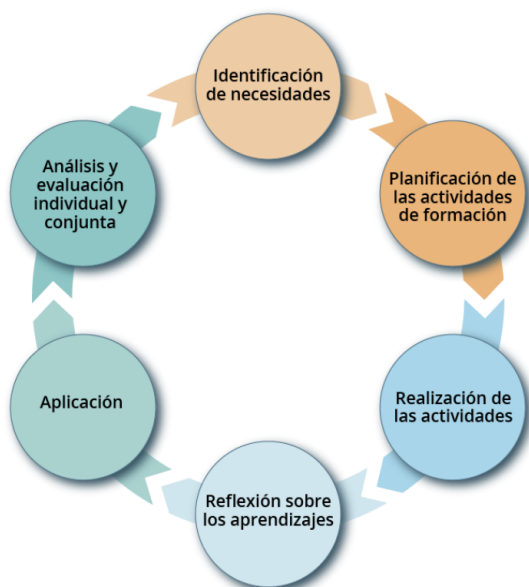 Identificación
de necesidades
Planificación de
las actividades
de formación
Realización de
las actividades
Reflexión sobre
los aprendizajes
Aplicación
Análisis y
evaluación
individual y
conjunta